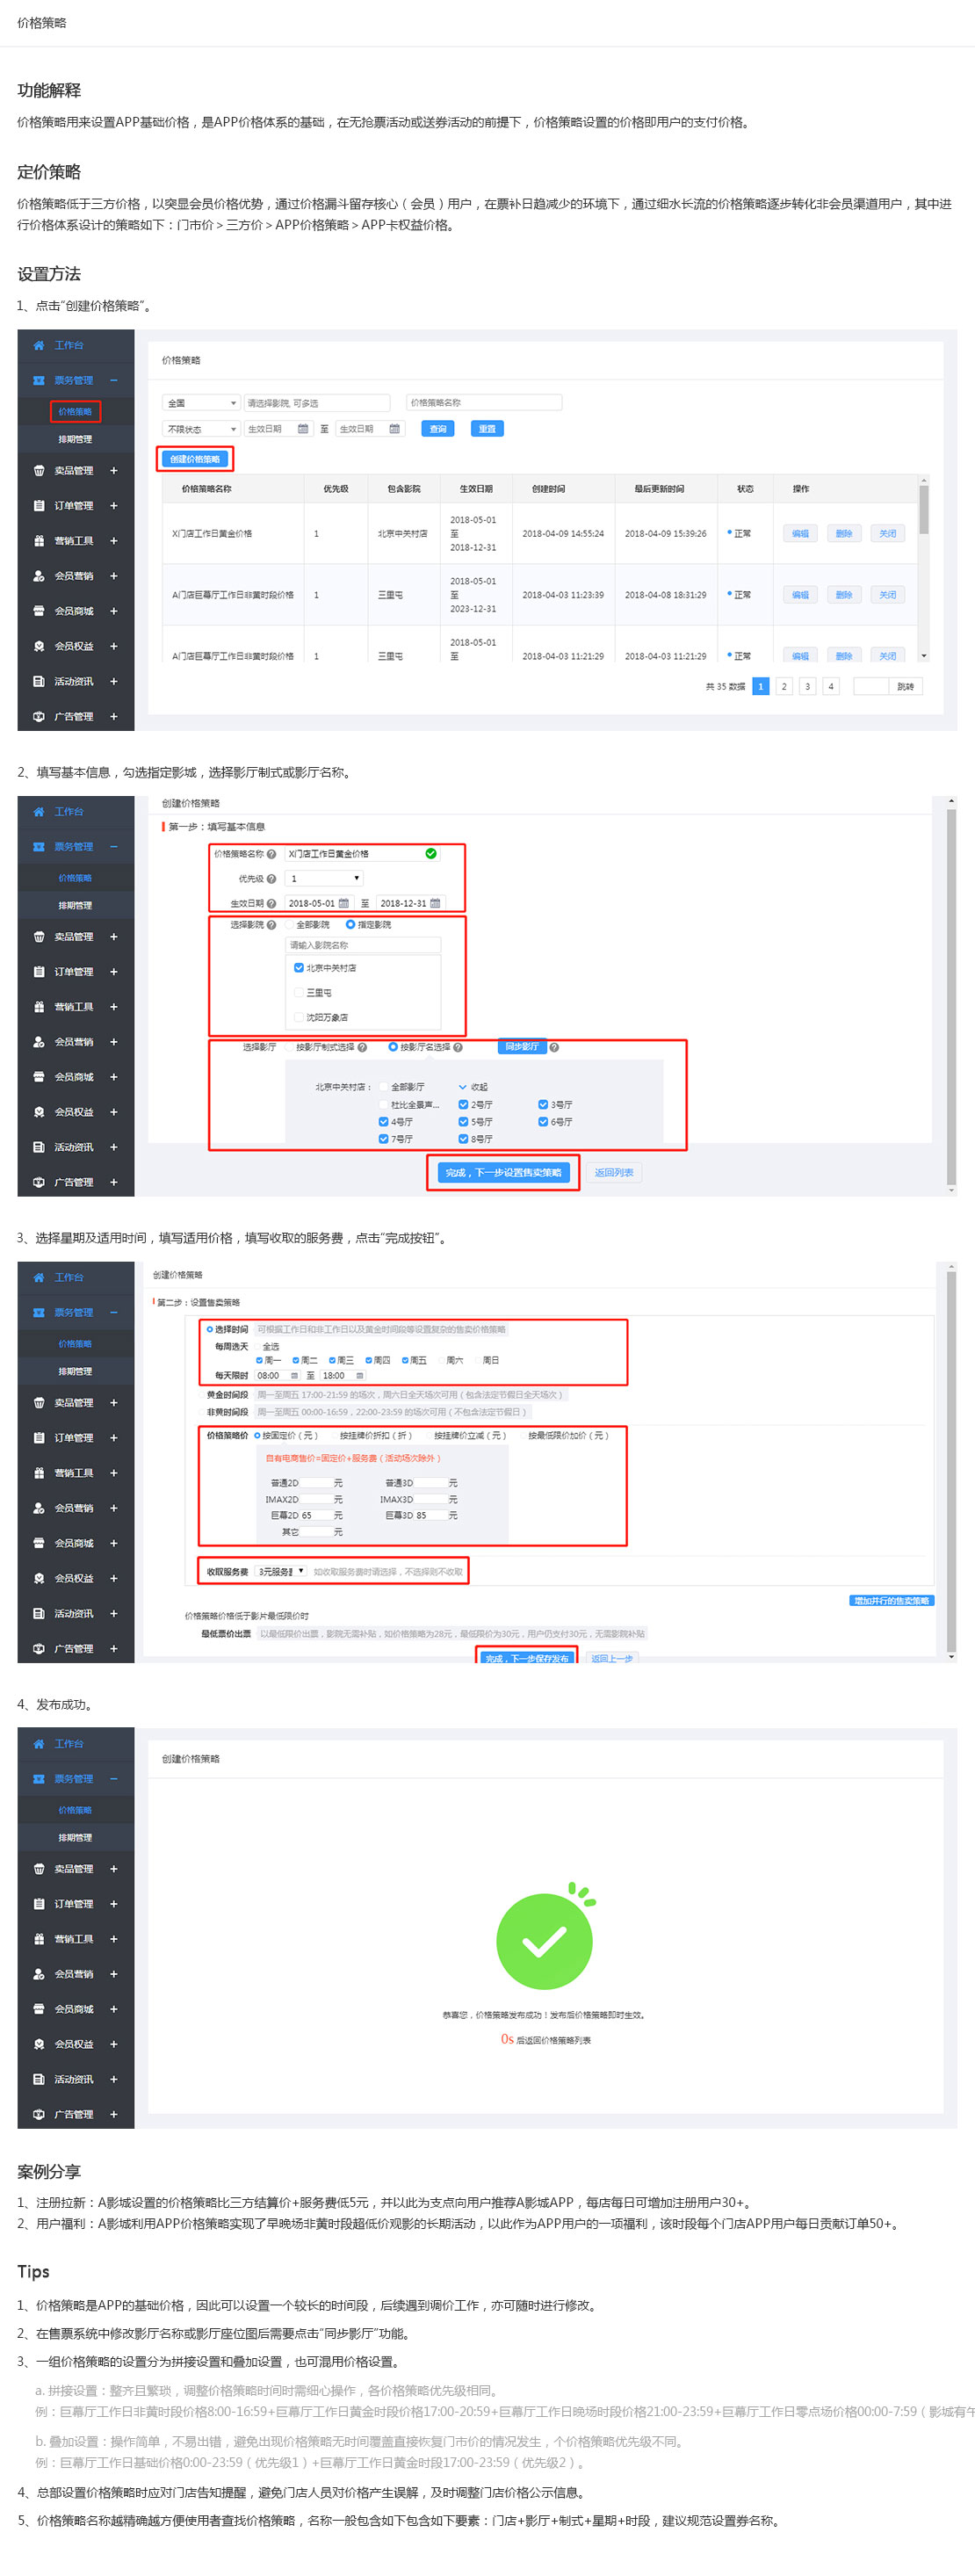 价格策略
功能解释
价格策略用来设置APP基础价格，是APP价格体系的基础，在无抢票活动或送券活动的前提下，价格策略设置的价格即用户的支付价格。
定价策略
价格策略低于三方价格，以突显会员价格优势，通过价格漏斗留存核心（会员）用户，在票补日趋减少的环境下，通过细水长流的价格策略逐步转化非会员渠道用户，其中进
行价格体系设计的策略如下：门市价＞三方价＞APP价格策略＞APP卡权益价格。
设置方法
1、点击“创建价格策略”。
工作台
票务管理 −
价格策略
排期管理
卖品管理 +
订单管理 +
营销工具 +
会员营销 +
会员商城 +
会员权益 +
活动资讯 +
广告管理 +
价格策略
全国 请选择影院, 可多选 价格策略名称
不限状态 生效日期 至 生效日期 查询 重置
创建价格策略
价格策略名称 优先级 包含影院 生效日期 创建时间 最后更新时间 状态 操作
X门店工作日黄金价格 1 北京中关村店 2018-05-01 至 2018-12-31 2018-04-09 14:55:24 2018-04-09 15:39:26 正常 编辑 删除 关闭
A门店巨幕厅工作日非黄时段价格 1 三里屯 2018-05-01 至 2023-12-31 2018-04-03 11:23:39 2018-04-08 18:31:29 正常 编辑 删除 关闭
A门店巨幕厅工作日非黄时段价格 1 三里屯 2018-05-01 至 2018-04-03 11:21:29 2018-04-03 11:21:29 正常 编辑 删除 关闭
共 35 数据 1 2 3 4 跳转
2、填写基本信息，勾选指定影城，选择影厅制式或影厅名称。
工作台
票务管理 −
价格策略
排期管理
卖品管理 +
订单管理 +
营销工具 +
会员营销 +
会员商城 +
会员权益 +
活动资讯 +
广告管理 +
创建价格策略
第一步：填写基本信息
价格策略名称 X门店工作日黄金价格
优先级 1
生效日期 2018-05-01 至 2018-12-31
选择影院 全部影院 指定影院
请输入影院名称
北京中关村店
三里屯
沈阳万象店
选择影厅 按影厅制式选择 按影厅名选择 同步影厅
北京中关村店： 全部影厅 收起
杜比全景声... 2号厅 3号厅
4号厅 5号厅 6号厅
7号厅 8号厅
完成，下一步设置售卖策略 返回列表
3、选择星期及适用时间，填写适用价格，填写收取的服务费，点击“完成按钮”。
工作台
票务管理 −
价格策略
排期管理
卖品管理 +
订单管理 +
营销工具 +
会员营销 +
会员商城 +
会员权益 +
活动资讯 +
广告管理 +
创建价格策略
第二步：设置售卖策略
选择时间 可根据工作日和非工作日以及黄金时间段等设置复杂的售卖价格策略
每周选天 全选
周一 周二 周三 周四 周五 周六 周日
每天限时 08:00 至 18:00
黄金时间段 周一至周五 17:00-21:59 的场次，周六日全天场次可用（包含法定节假日全天场次）
非黄时间段 周一至周五 00:00-16:59，22:00-23:59 的场次可用（不包含法定节假日）
价格策略价 按固定价（元） 按挂牌价折扣（折） 按挂牌价立减（元） 按最低限价加价（元）
自有电商售价=固定价+服务费（活动场次除外）
普通2D 元 普通3D 元
IMAX2D 元 IMAX3D 元
巨幕2D 65 元 巨幕3D 85 元
其它 元
收取服务费 3元服务 如收取服务费时请选择，不选择则不收取
增加并行的售卖策略
价格策略价格低于影片最低限价时
最低票价出票 以最低限价出票，影院无需补贴，如价格策略为28元，最低限价为30元，用户仍支付30元，无需影院补贴
完成，下一步保存发布 返回上一步
4、发布成功。
工作台
票务管理 −
价格策略
排期管理
卖品管理 +
订单管理 +
营销工具 +
会员营销 +
会员商城 +
会员权益 +
活动资讯 +
广告管理 +
创建价格策略
恭喜您，价格策略发布成功！发布后价格策略即时生效。
0s 后返回价格策略列表
案例分享
1、注册拉新：A影城设置的价格策略比三方结算价+服务费低5元，并以此为支点向用户推荐A影城APP，每店每日可增加注册用户30+。
2、用户福利：A影城利用APP价格策略实现了早晚场非黄时段超低价观影的长期活动，以此作为APP用户的一项福利，该时段每个门店APP用户每日贡献订单50+。
Tips
1、价格策略是APP的基础价格，因此可以设置一个较长的时间段，后续遇到调价工作，亦可随时进行修改。
2、在售票系统中修改影厅名称或影厅座位图后需要点击“同步影厅”功能。
3、一组价格策略的设置分为拼接设置和叠加设置，也可混用价格设置。
a. 拼接设置：整齐且繁琐，调整价格策略时间时需细心操作，各价格策略优先级相同。
例：巨幕厅工作日非黄时段价格8:00-16:59+巨幕厅工作日黄金时段价格17:00-20:59+巨幕厅工作日晚场时段价格21:00-23:59+巨幕厅工作日零点场价格00:00-7:59（影城有午
b. 叠加设置：操作简单，不易出错，避免出现价格策略无时间覆盖直接恢复门市价的情况发生，个价格策略优先级不同。
例：巨幕厅工作日基础价格0:00-23:59（优先级1）+巨幕厅工作日黄金时段17:00-23:59（优先级2）。
4、总部设置价格策略时应对门店告知提醒，避免门店人员对价格产生误解，及时调整门店价格公示信息。
5、价格策略名称越精确越方便使用者查找价格策略，名称一般包含如下包含如下要素：门店+影厅+制式+星期+时段，建议规范设置券名称。